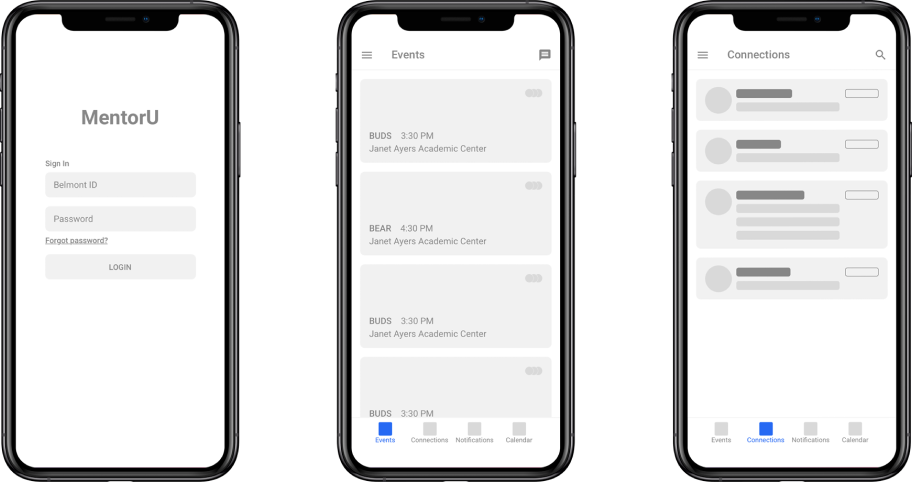 MentorU
Sign In
Belmont ID
Password
Forgot password?
LOGIN
Events
BUDS 3:30 PM
Janet Ayers Academic Center
BEAR 4:30 PM
Janet Ayers Academic Center
BUDS 3:30 PM
Janet Ayers Academic Center
BUDS 3:30 PM
Events Connections Notifications Calendar
Connections
Events Connections Notifications Calendar